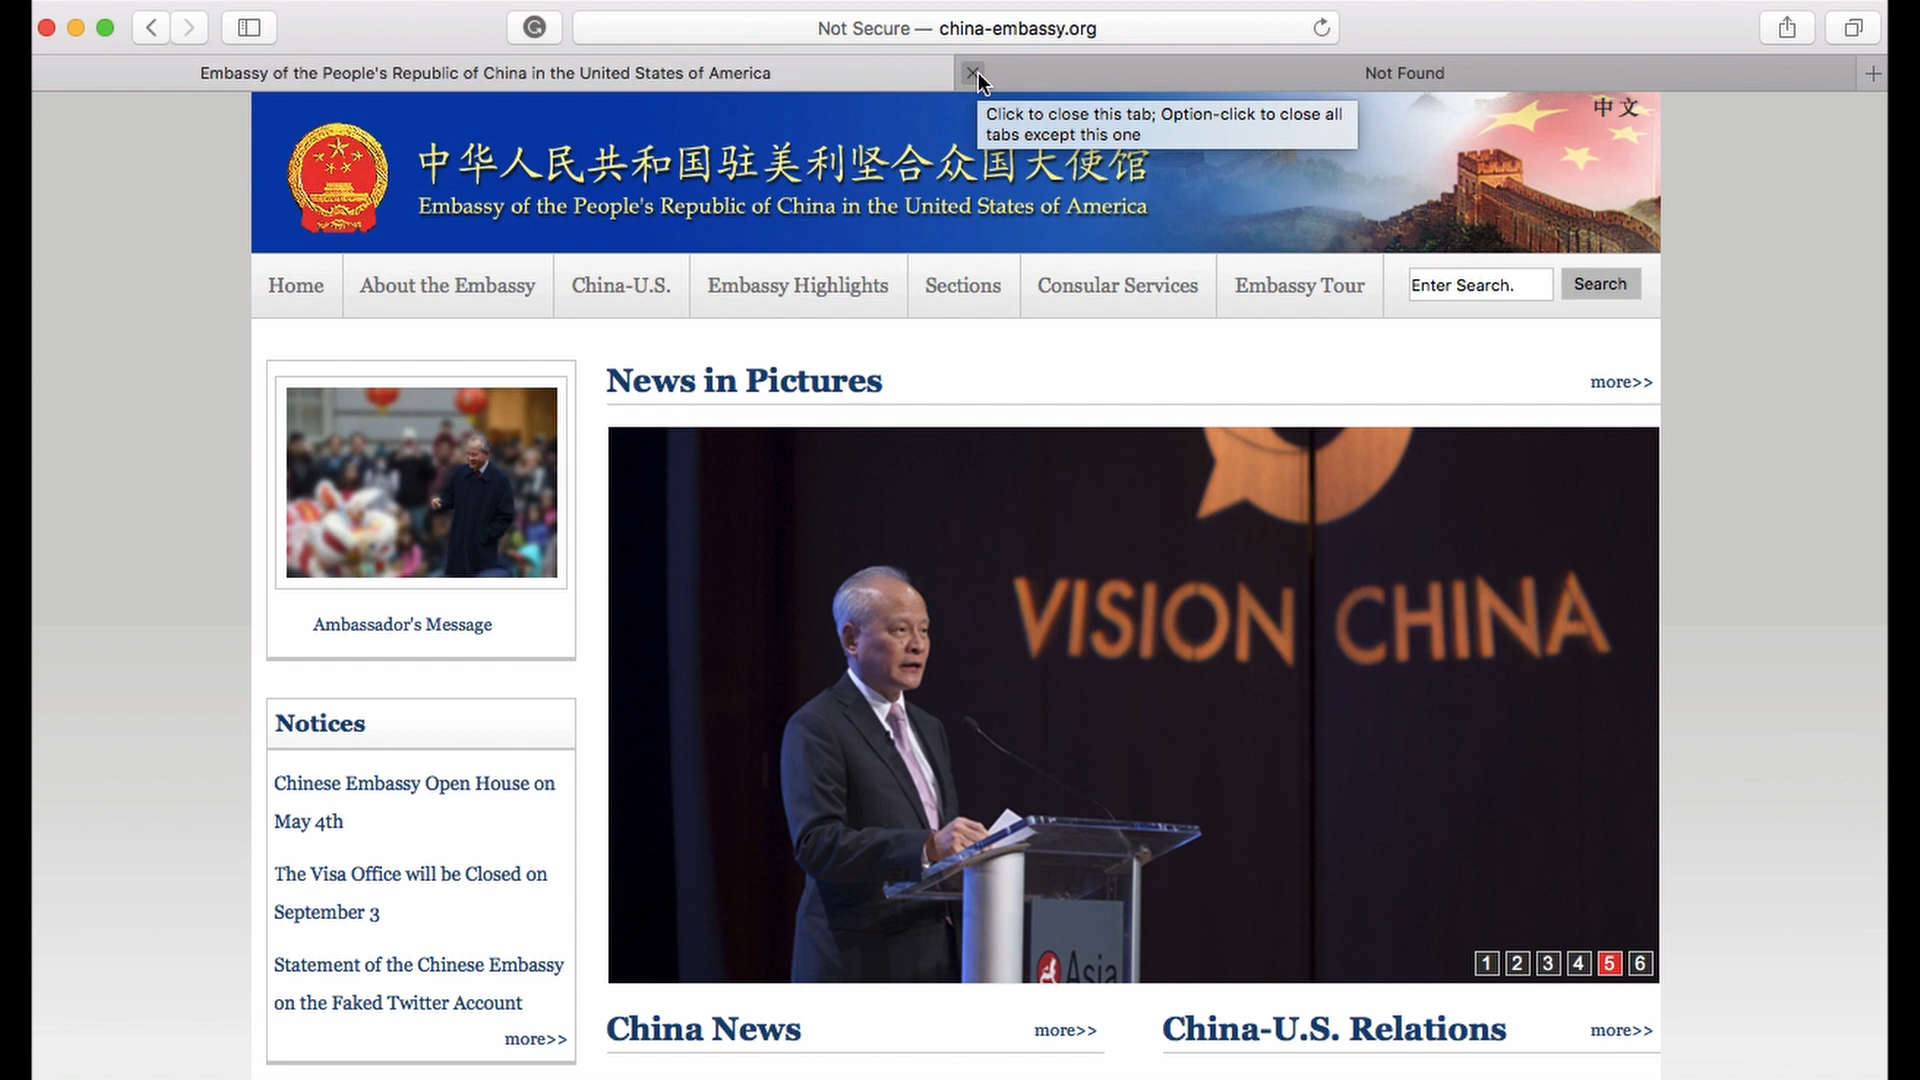 Not Secure — china-embassy.org
Embassy of the People's Republic of China in the United States of America
Not Found
Click to close this tab; Option-click to close all
tabs except this one
中文
中华人民共和国驻美利坚合众国大使馆
Embassy of the People's Republic of China in the United States of America
Home
About the Embassy
China-U.S.
Embassy Highlights
Sections
Consular Services
Embassy Tour
Enter Search.
Search
News in Pictures
more>>
VISION CHINA
Asia
1 2 3 4 5 6
Ambassador's Message
Notices
Chinese Embassy Open House on
May 4th
The Visa Office will be Closed on
September 3
Statement of the Chinese Embassy
on the Faked Twitter Account
more>>
China News
more>>
China-U.S. Relations
more>>